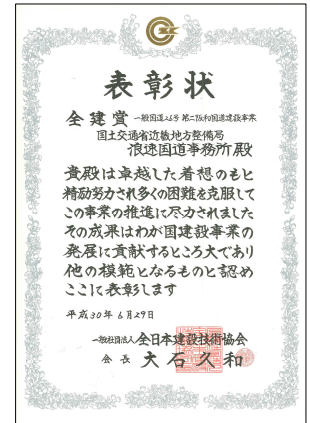 表彰状
全建賞 一般国道26号 第二阪和国道建設事業
国土交通省近畿地方整備局
浪速国道事務所殿
貴殿は卓越した着想のもと
精励努力され多くの困難を克服して
この事業の推進に尽力されました
その成果はわが国建設事業の
発展に貢献するところ大であり
他の模範となるものと認め
ここに表彰します
平成30年6月29日
一般社団法人全日本建設技術協会
会長 大石久和